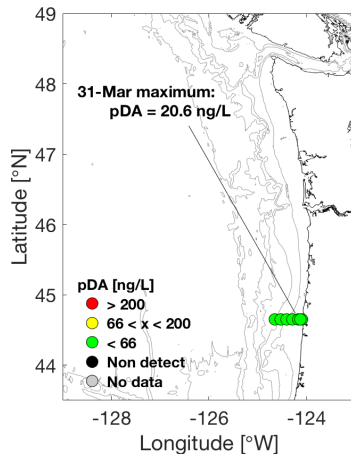 49
48
47
46
45
44
Latitude [°N]
31-Mar maximum:
pDA = 20.6 ng/L
pDA [ng/L]
> 200
66 < x < 200
< 66
Non detect
No data
-128
-126
-124
Longitude [°W]